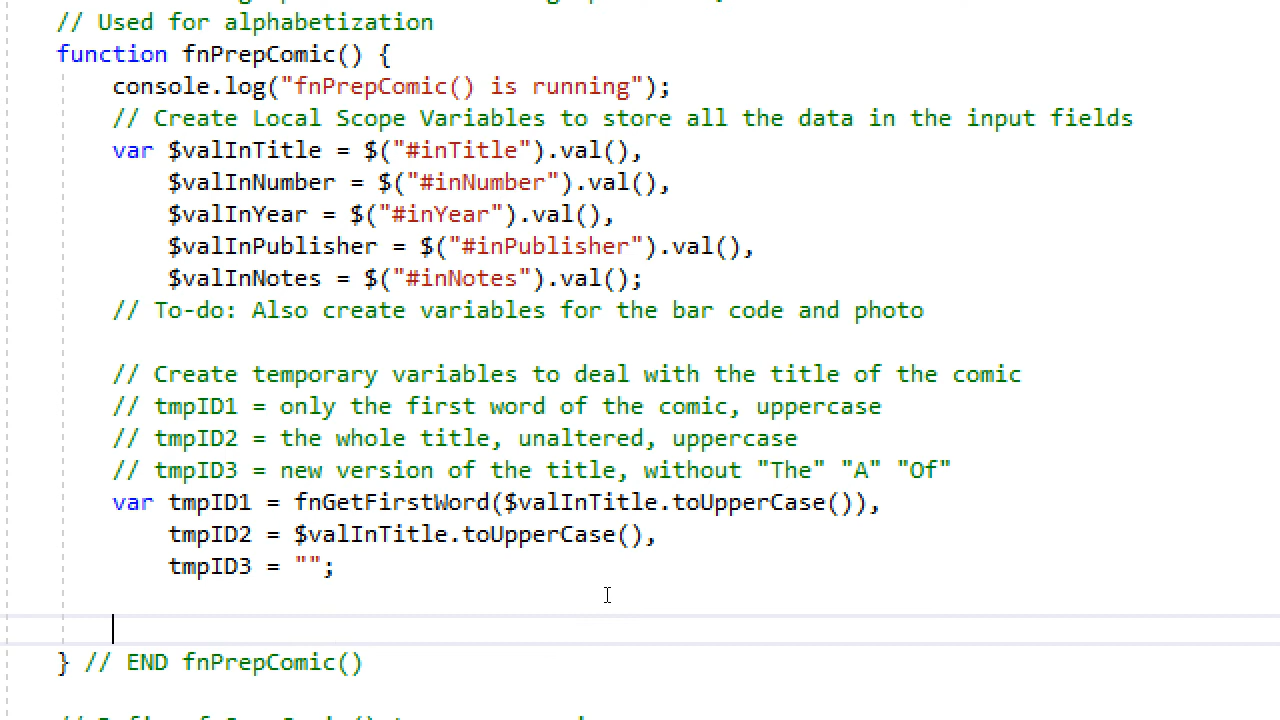 // Used for alphabetization
function fnPrepComic() {
console.log("fnPrepComic() is running");
// Create Local Scope Variables to store all the data in the input fields
var $valInTitle = $("#inTitle").val(),
$valInNumber = $("#inNumber").val(),
$valInYear = $("#inYear").val(),
$valInPublisher = $("#inPublisher").val(),
$valInNotes = $("#inNotes").val();
// To-do: Also create variables for the bar code and photo
// Create temporary variables to deal with the title of the comic
// tmpID1 = only the first word of the comic, uppercase
// tmpID2 = the whole title, unaltered, uppercase
// tmpID3 = new version of the title, without "The" "A" "Of"
var tmpID1 = fnGetFirstWord($valInTitle.toUpperCase()),
tmpID2 = $valInTitle.toUpperCase(),
tmpID3 = "";
} // END fnPrepComic()